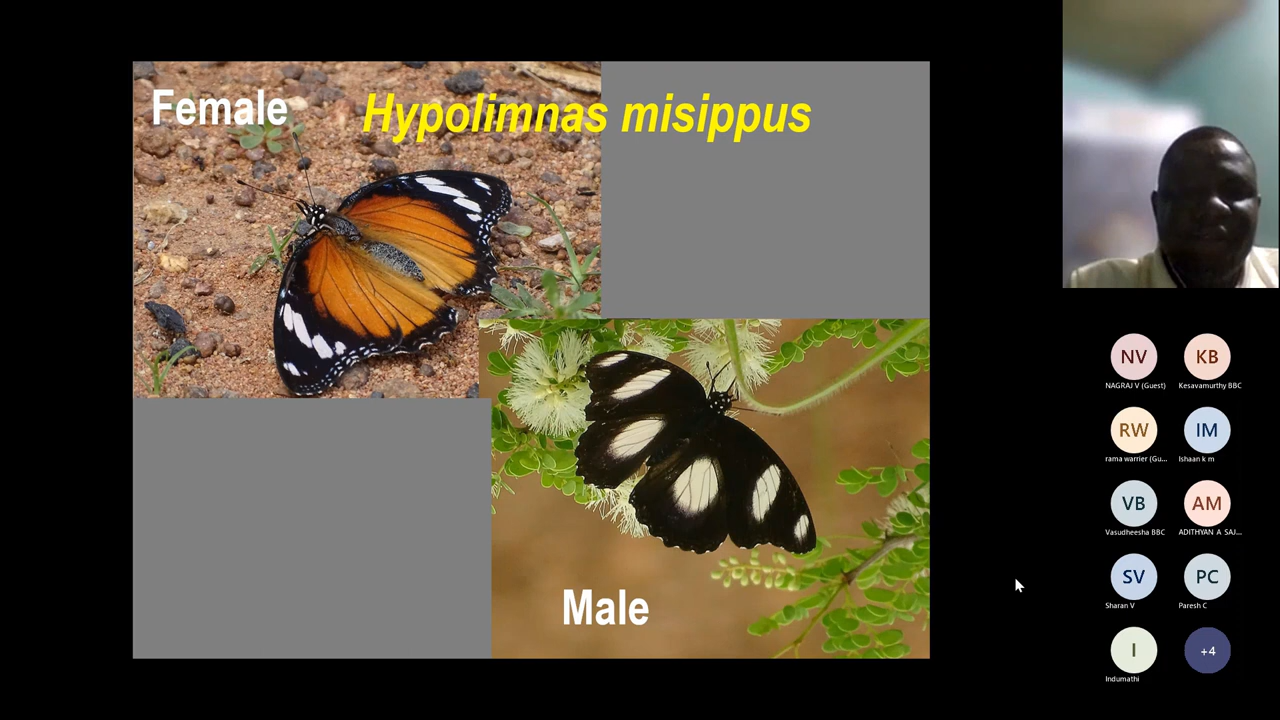 Female
Hypolimnas misippus
Male
NV
KB
NAGRAJ V (Guest)
Kesavamurthy BBC
RW
IM
rama warrier (Gu...
Ishaan k m
VB
AM
Vasudheesha BBC
ADITHYAN A SAJ...
SV
PC
Sharan V
Paresh C
I
+4
Indumathi